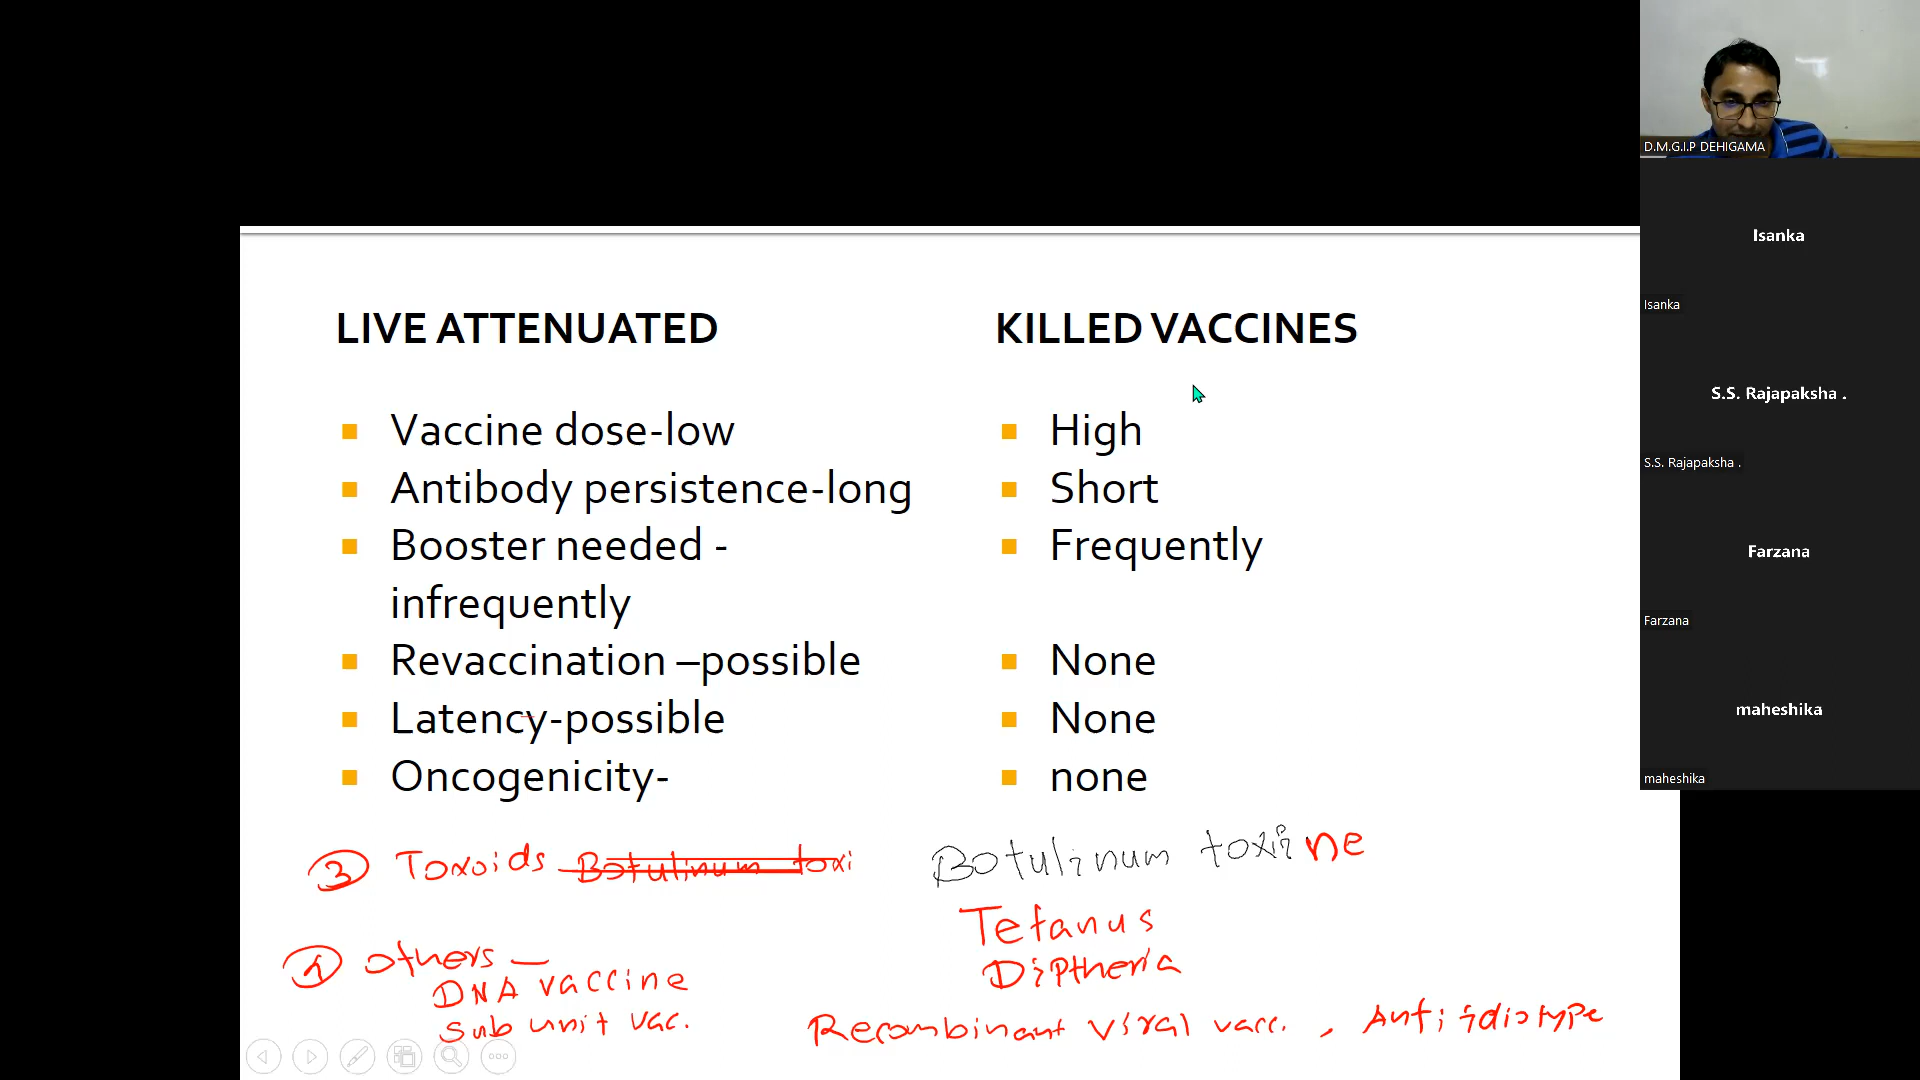 D.M.G.I.P DEHIGAMA
Isanka
Isanka
S.S. Rajapaksha .
S.S. Rajapaksha .
Farzana
Farzana
maheshika
maheshika
LIVE ATTENUATED
Vaccine dose-low
Antibody persistence-long
Booster needed -
infrequently
Revaccination –possible
Latency-possible
Oncogenicity-
KILLED VACCINES
High
Short
Frequently
None
None
none
3 Toxoids Botulinum toxi
Botulinum toxine
Tetanus
Diptheria
4 others —
DNA vaccine
Sub unit vac.
Recombinant viral vacc. , Anti idiotype